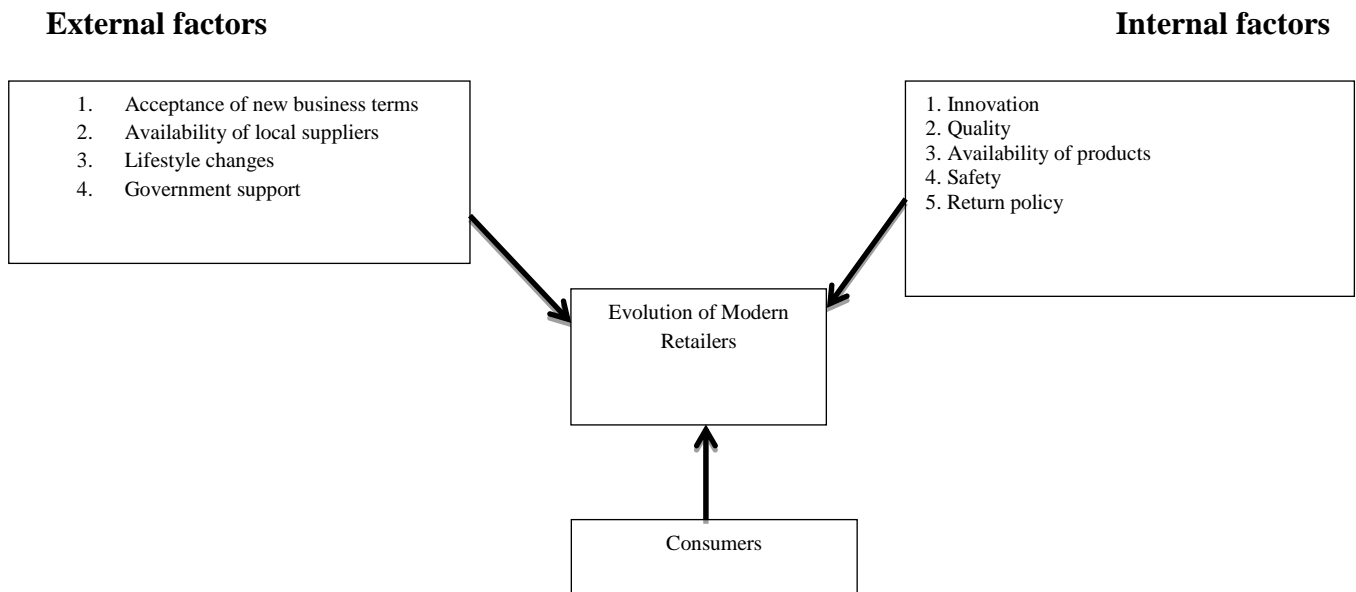 External factors
Internal factors
1. Acceptance of new business terms
2. Availability of local suppliers
3. Lifestyle changes
4. Government support
1. Innovation
2. Quality
3. Availability of products
4. Safety
5. Return policy
Evolution of Modern
Retailers
Consumers